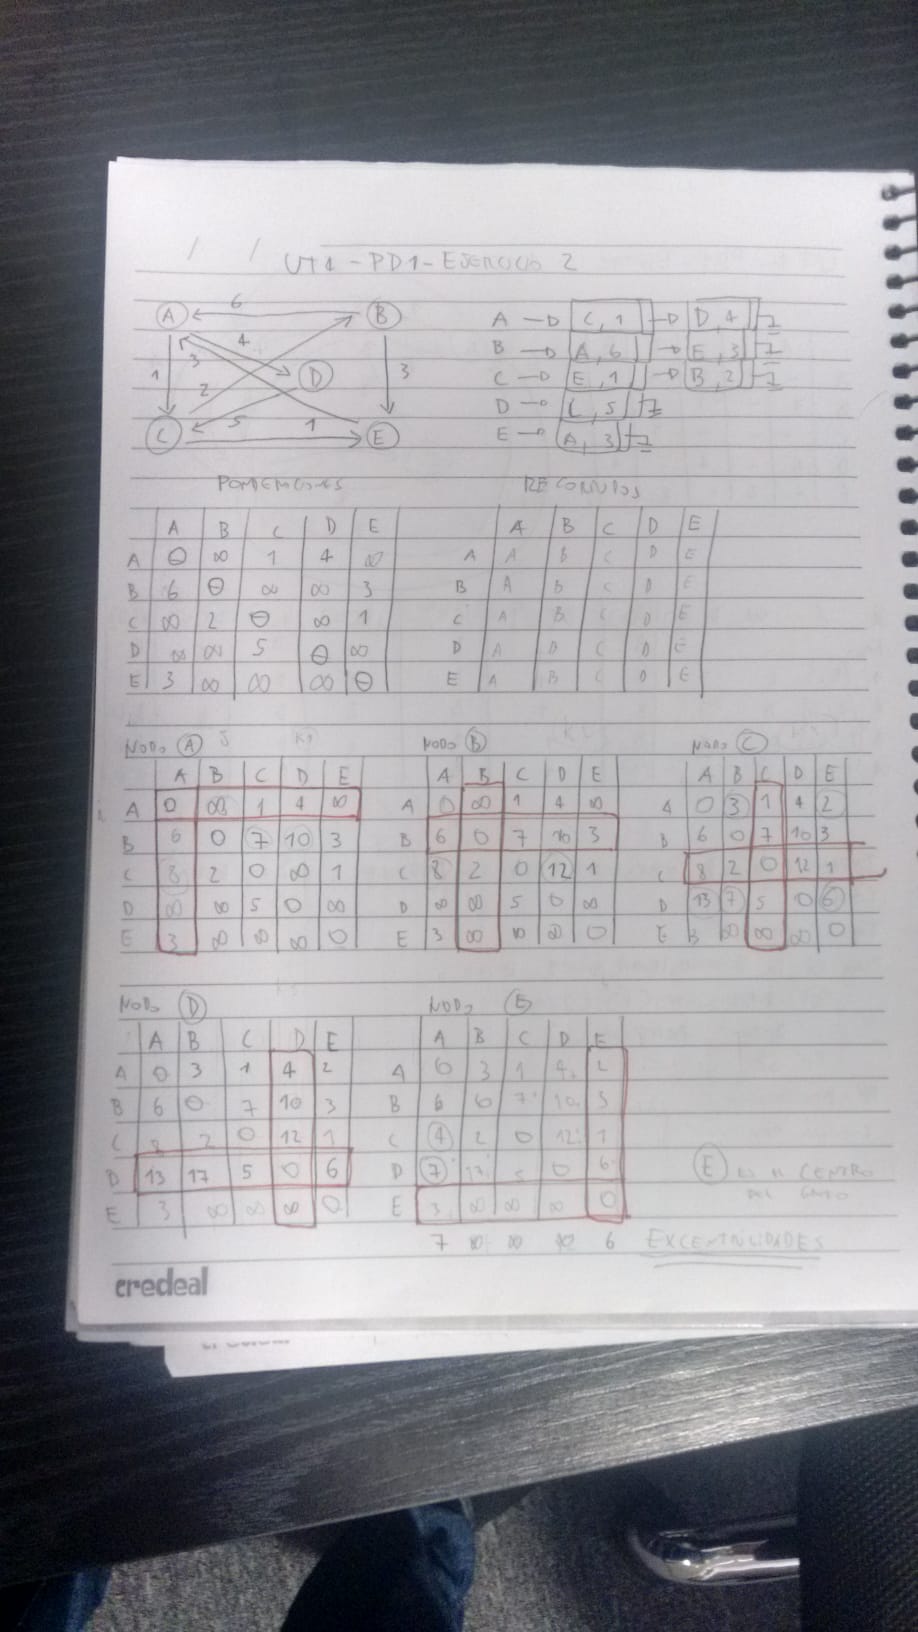 / /
UT1 - PD1 - EJERCICIO 2
A 6 B A → C, 1 → D, 4
4 B → A, 6 → E, 3
1 3 D 3 C → E, 1 → B, 2
2 D → C, 5
C 5 1 E E → A, 3
A B C D E A B C D E
A 0 ∞ 1 4 ∞ A A B C D E
B 6 0 ∞ ∞ 3 B A B C D E
C ∞ 2 0 ∞ 1 C A B C D E
D ∞ ∞ 5 0 ∞ D A B C D E
E 3 ∞ ∞ ∞ 0 E A B C D E
NODO A NODO B NODO C
A B C D E A B C D E A B C D E
A 0 ∞ 1 4 ∞ A 0 ∞ 1 4 ∞ A 0 3 1 4 2
B 6 0 7 10 3 B 6 0 7 10 3 B 6 0 7 10 3
C 8 2 0 ∞ 1 C 8 2 0 12 1 C 8 2 0 12 1
D ∞ ∞ 5 0 ∞ D ∞ ∞ 5 0 ∞ D 13 7 5 0 6
E 3 ∞ ∞ ∞ 0 E 3 ∞ ∞ ∞ 0 E 3 ∞ ∞ ∞ 0
NODO D NODO E
A B C D E A B C D E
A 0 3 1 4 2 A 0 3 1 4 2
B 6 0 7 10 3 B 6 0 7 10 3
C 8 2 0 12 1 C 4 2 0 12 1
D 13 17 5 0 6 D 7 17 5 0 6 E ES EL CENTRO
E 3 ∞ ∞ ∞ 0 E 3 ∞ ∞ ∞ 0 DEL GRAFO
7 ∞ ∞ ∞ 6 EXCENTRICIDADES
credeal